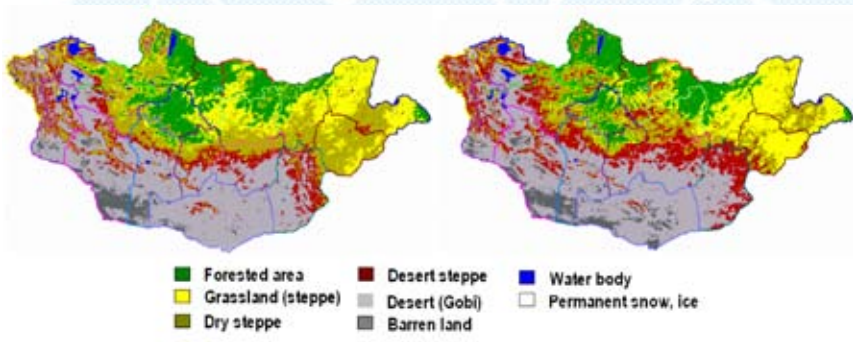 Forested area
Grassland (steppe)
Dry steppe
Desert steppe
Desert (Gobi)
Barren land
Water body
Permanent snow, ice